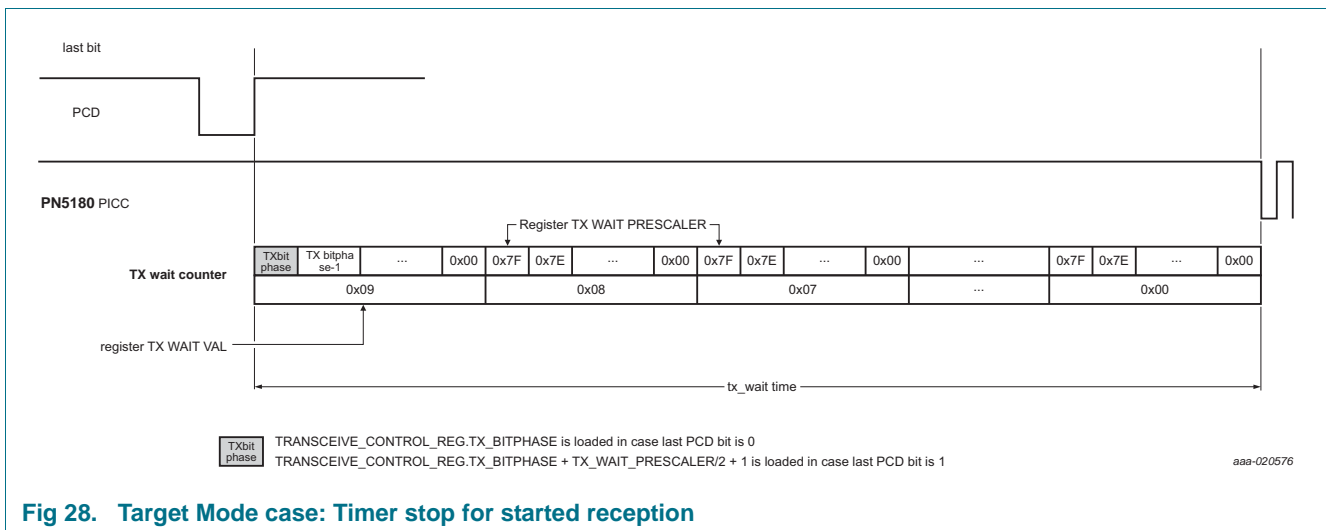 last bit
PCD
PN5180 PICC
Register TX WAIT PRESCALER
TX wait counter
TXbit phase TX bitpha se-1 ... 0x00 0x7F 0x7E ... 0x00 0x7F 0x7E ... 0x00 ... 0x7F 0x7E ... 0x00
0x09 0x08 0x07 ... 0x00
register TX WAIT VAL
tx_wait time
TXbit phase
TRANSCEIVE_CONTROL_REG.TX_BITPHASE is loaded in case last PCD bit is 0
TRANSCEIVE_CONTROL_REG.TX_BITPHASE + TX_WAIT_PRESCALER/2 + 1 is loaded in case last PCD bit is 1
aaa-020576
Fig 28. Target Mode case: Timer stop for started reception